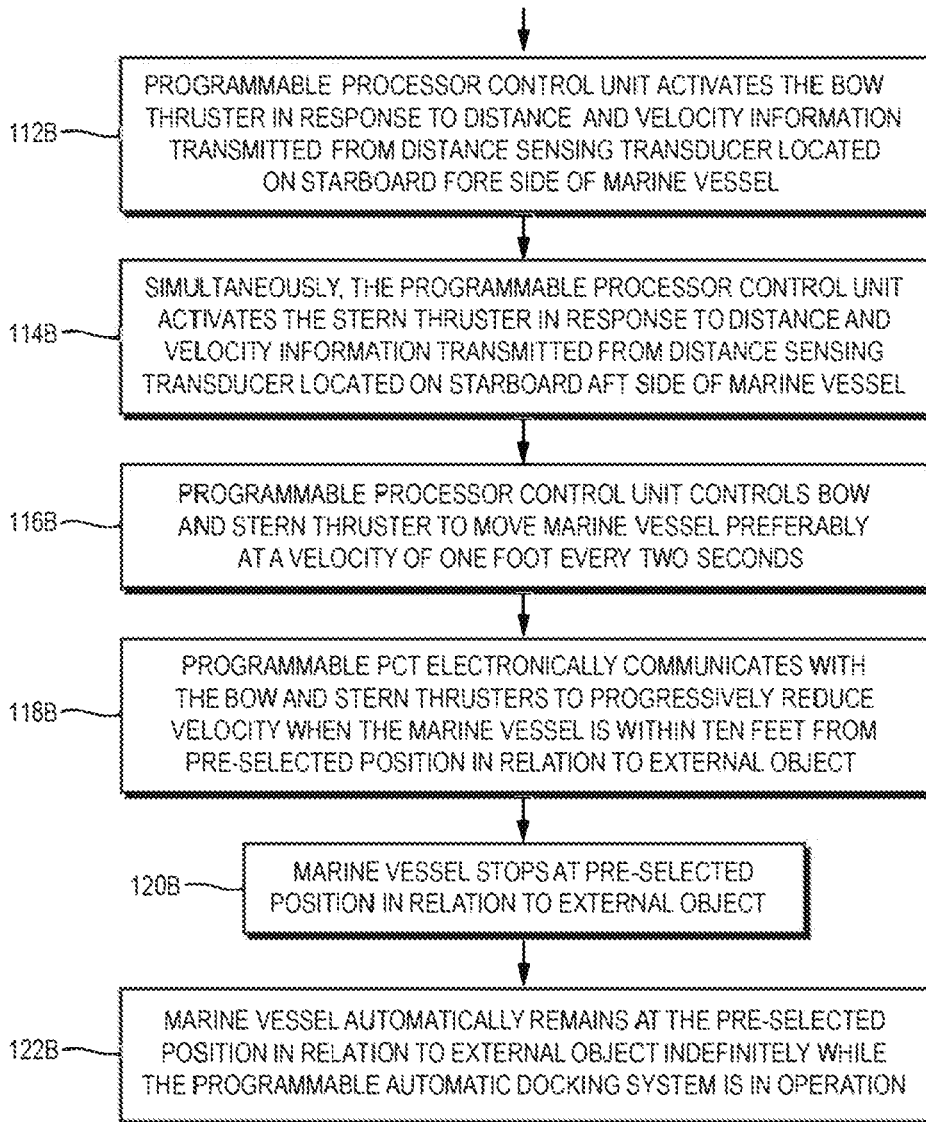 112B
PROGRAMMABLE PROCESSOR CONTROL UNIT ACTIVATES THE BOW
THRUSTER IN RESPONSE TO DISTANCE AND VELOCITY INFORMATION
TRANSMITTED FROM DISTANCE SENSING TRANSDUCER LOCATED
ON STARBOARD FORE SIDE OF MARINE VESSEL
114B
SIMULTANEOUSLY, THE PROGRAMMABLE PROCESSOR CONTROL UNIT
ACTIVATES THE STERN THRUSTER IN RESPONSE TO DISTANCE AND
VELOCITY INFORMATION TRANSMITTED FROM DISTANCE SENSING
TRANSDUCER LOCATED ON STARBOARD AFT SIDE OF MARINE VESSEL
116B
PROGRAMMABLE PROCESSOR CONTROL UNIT CONTROLS BOW
AND STERN THRUSTER TO MOVE MARINE VESSEL PREFERABLY
AT A VELOCITY OF ONE FOOT EVERY TWO SECONDS
118B
PROGRAMMABLE PCT ELECTRONICALLY COMMUNICATES WITH
THE BOW AND STERN THRUSTERS TO PROGRESSIVELY REDUCE
VELOCITY WHEN THE MARINE VESSEL IS WITHIN TEN FEET FROM
PRE-SELECTED POSITION IN RELATION TO EXTERNAL OBJECT
120B
MARINE VESSEL STOPS AT PRE-SELECTED
POSITION IN RELATION TO EXTERNAL OBJECT
122B
MARINE VESSEL AUTOMATICALLY REMAINS AT THE PRE-SELECTED
POSITION IN RELATION TO EXTERNAL OBJECT INDEFINITELY WHILE
THE PROGRAMMABLE AUTOMATIC DOCKING SYSTEM IS IN OPERATION